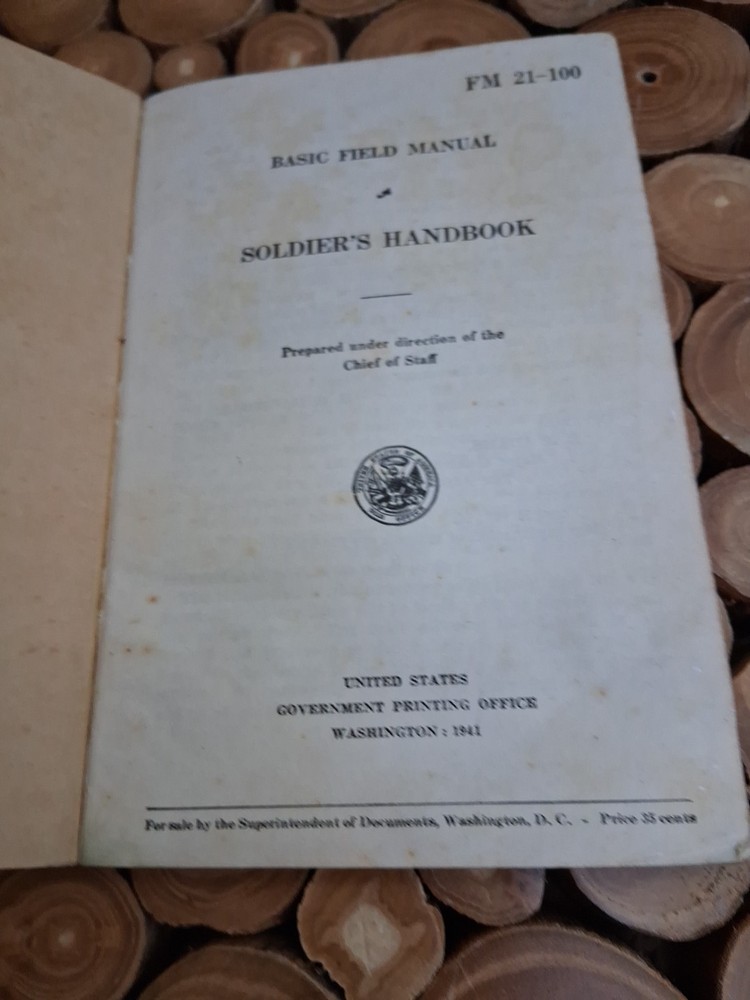 FM 21–100
BASIC FIELD MANUAL
SOLDIER'S HANDBOOK
Prepared under direction of the
Chief of Staff
UNITED STATES
GOVERNMENT PRINTING OFFICE
WASHINGTON : 1941
For sale by the Superintendent of Documents, Washington, D. C. - Price 35 cents